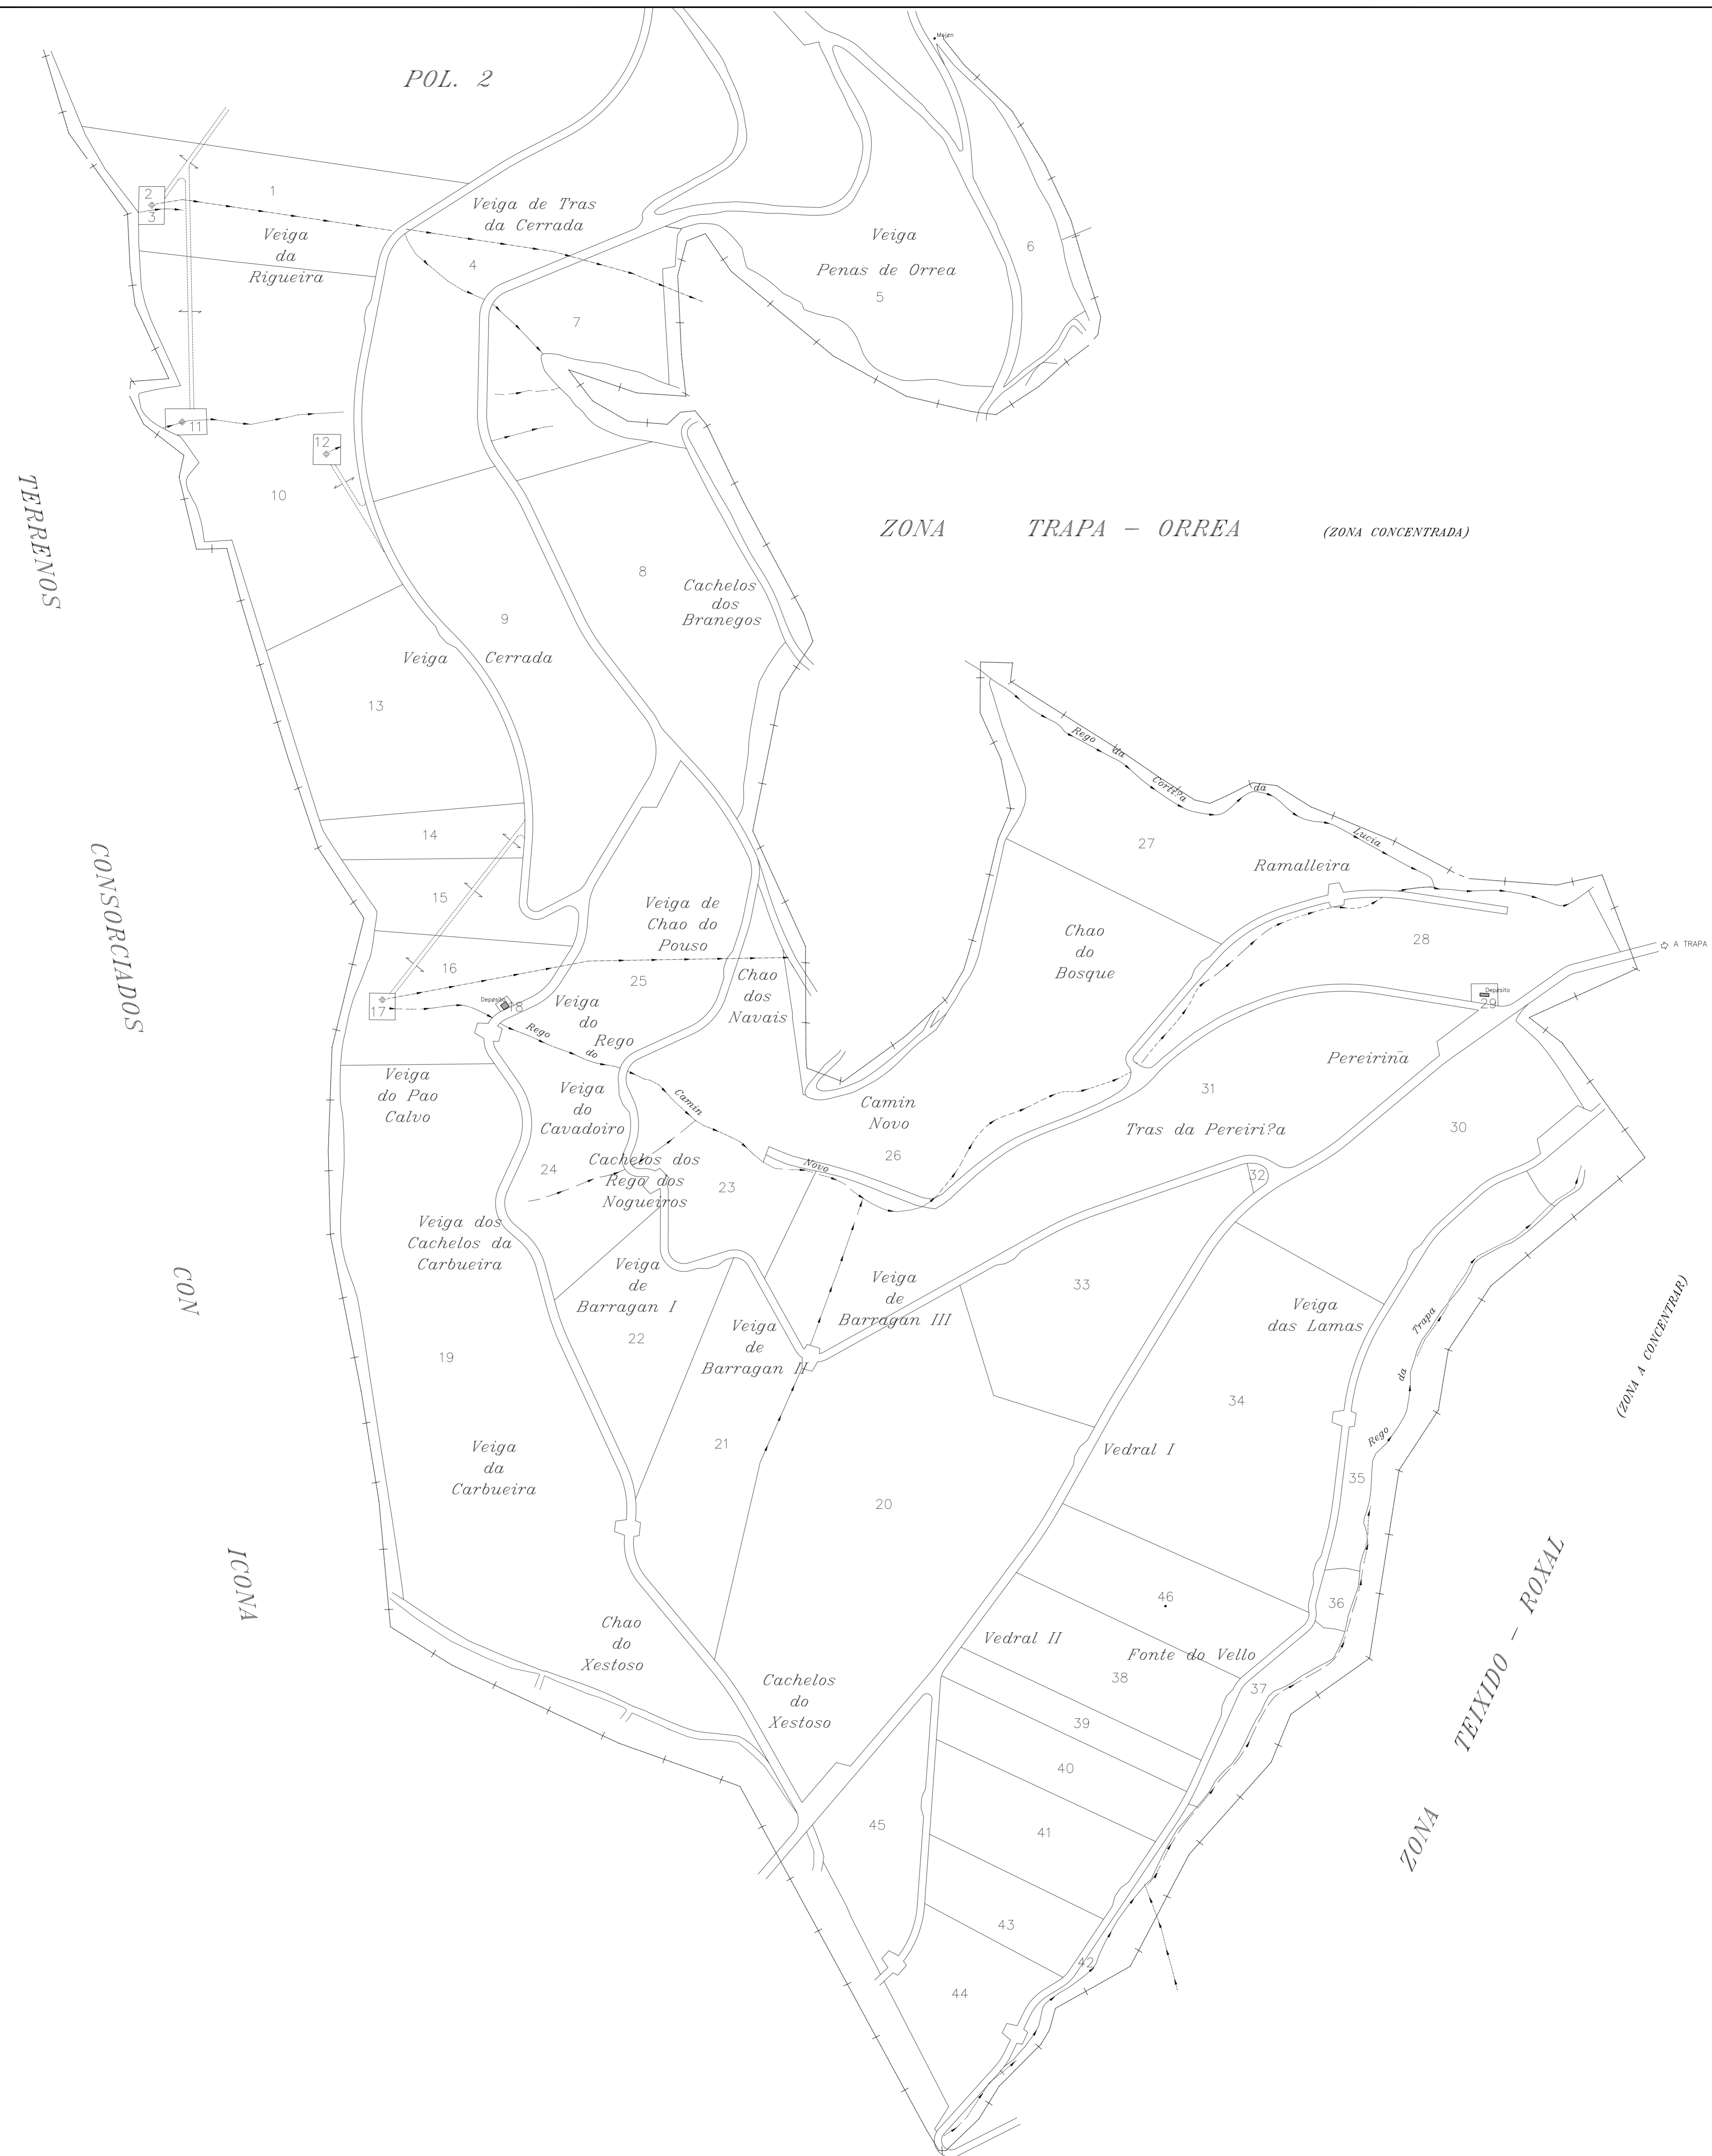 Mojon
POL. 2
1
2
3
Veiga de Tras
da Cerrada
Veiga
da
Rigueira
4
Veiga
Penas de Orrea
5
6
7
11
12
10
TERRENOS
ZONA TRAPA - ORREA (ZONA CONCENTRADA)
8
Cachelos
dos
Branegos
9
Veiga Cerrada
13
Rego da Corti?a da Lucia
14
15
27
Ramalleira
CONSORCIADOS
Veiga de
Chao do
Pouso
Chao
do
Bosque
28
A TRAPA
16
25
Chao
dos
Navais
17
Deposito
18
Veiga
do
Rego
Deposito
29
Rego do Camin Novo
Pereirina
Veiga
do Pao
Calvo
Veiga
do
Cavadoiro
Camin
Novo
31
Tras da Pereiri?a
30
26
24
Cachelos dos
Rego dos
Nogueiros
23
32
Veiga dos
Cachelos da
Carbueira
Veiga
de
Barragan I
22
Veiga
de
Barragan II
Veiga
de
Barragan III
33
Veiga
das Lamas
CON
Rego da Trapa
(ZONA A CONCENTRAR)
19
34
21
Vedral I
Veiga
da
Carbueira
35
20
ICONA
46
36
Chao
do
Xestoso
Vedral II
Fonte do Vello
38
37
Cachelos
do
Xestoso
39
40
ZONA TEIXIDO - ROXAL
45
41
43
42
44